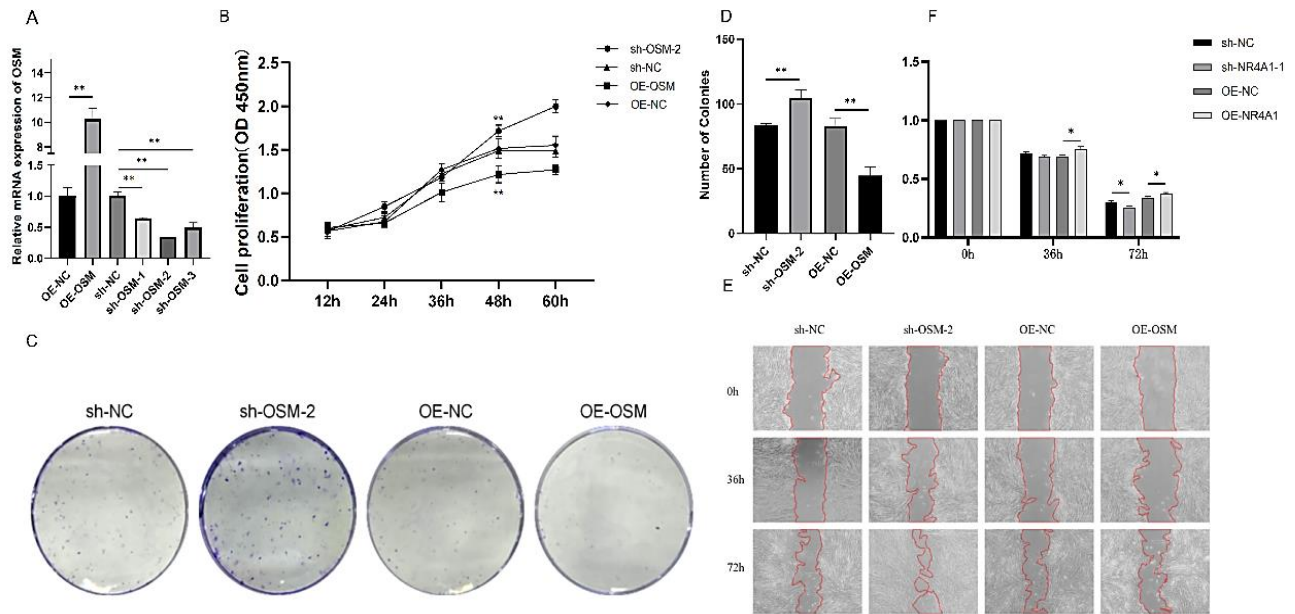 A
Relative mRNA expression of OSM
14
12
10
8
6
1.5
1.0
0.5
0.0
**
**
**
**
OE-NC
OE-OSM
sh-NC
sh-OSM-1
sh-OSM-2
sh-OSM-3
B
Cell proliferation(OD 450nm)
2.5
2.0
1.5
1.0
0.5
0.0
**
**
12h
24h
36h
48h
60h
sh-OSM-2
sh-NC
OE-OSM
OE-NC
D
Number of Colonies
150
100
50
0
**
**
sh-NC
sh-OSM-2
OE-NC
OE-OSM
F
1.5
1.0
0.5
0.0
*
*
*
0h
36h
72h
sh-NC
sh-NR4A1-1
OE-NC
OE-NR4A1
C
sh-NC
sh-OSM-2
OE-NC
OE-OSM
E
sh-NC
sh-OSM-2
OE-NC
OE-OSM
0h
36h
72h